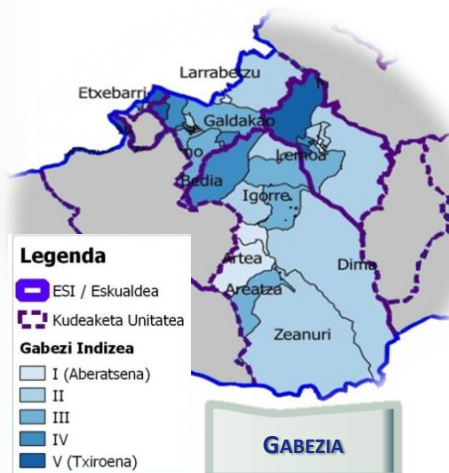 Larrabetzu
Etxebarri
Galdakao
Lemoa
Bedia
Igorre
Artea
Dima
Areatza
Zeanuri
Legenda
ESI / Eskualdea
Kudeaketa Unitatea
Gabezi Indizea
I (Aberatsena)
II
III
IV
V (Txiroena)
GABEZIA